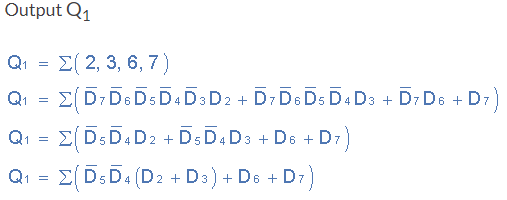 Output Q₁
Q₁ = Σ( 2, 3, 6, 7 )
Q₁ = Σ( D̅₇D̅₆D̅₅D̅₄D̅₃D₂ + D̅₇D̅₆D̅₅D̅₄D₃ + D̅₇D₆ + D₇ )
Q₁ = Σ( D̅₅D̅₄D₂ + D̅₅D̅₄D₃ + D₆ + D₇ )
Q₁ = Σ( D̅₅D̅₄(D₂ + D₃) + D₆ + D₇ )